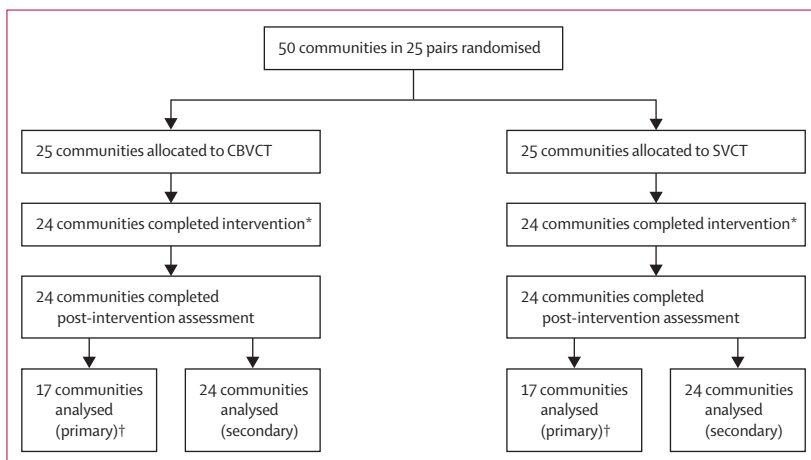 50 communities in 25 pairs randomised
25 communities allocated to CBVCT
25 communities allocated to SVCT
24 communities completed intervention*
24 communities completed intervention*
24 communities completed
post-intervention assessment
24 communities completed
post-intervention assessment
17 communities
analysed
(primary)†
24 communities
analysed
(secondary)
17 communities
analysed
(primary)†
24 communities
analysed
(secondary)